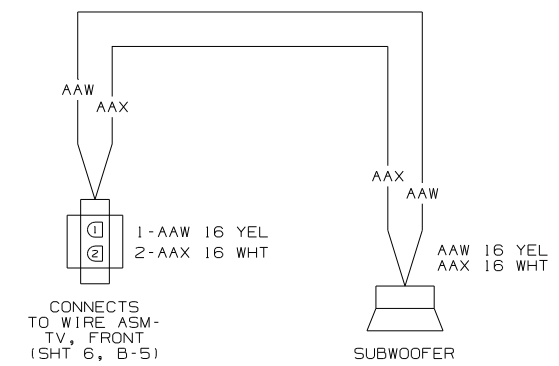 AAW
AAX
AAX
AAW
1
2
1-AAW 16 YEL
2-AAX 16 WHT
AAW 16 YEL
AAX 16 WHT
CONNECTS
TO WIRE ASM-
TV, FRONT
(SHT 6, B-5)
SUBWOOFER